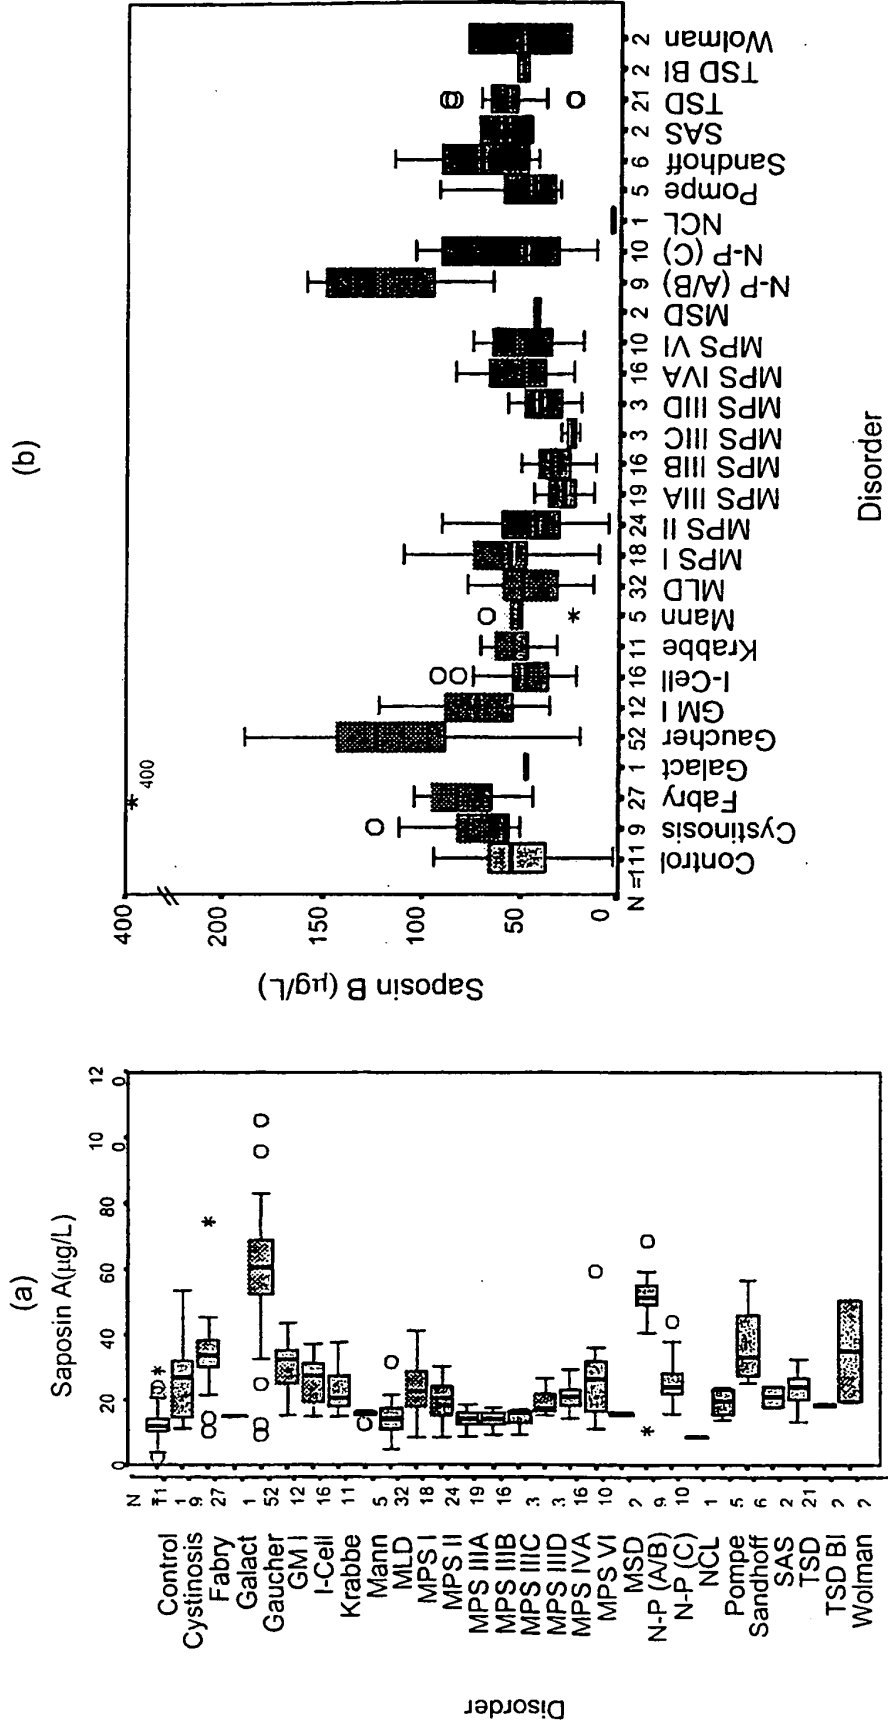 (a)
Saposin A(µg/L)
0
20
40
60
80
10
0
12
0
N
Control
Cystinosis
Fabry
Galact
Gaucher
GM I
I-Cell
Krabbe
Mann
MLD
MPS I
MPS II
MPS IIIA
MPS IIIB
MPS IIIC
MPS IIID
MPS IVA
MPS VI
MSD
N-P (A/B)
N-P (C)
NCL
Pompe
Sandhoff
SAS
TSD
TSD BI
Wolman
=11
1
9
27
1
52
12
16
11
5
32
18
24
19
16
3
3
16
10
2
9
10
1
5
6
2
21
2
2
Disorder
(b)
Saposin B (µg/L)
400
200
150
100
50
0
400
N =111 9 27 1 52 12 16 11 5 32 18 24 19 16 3 3 16 10 2 9 10 1 5 6 2 21 2 2
Control
Cystinosis
Fabry
Galact
Gaucher
GM I
I-Cell
Krabbe
Mann
MLD
MPS I
MPS II
MPS IIIA
MPS IIIB
MPS IIIC
MPS IIID
MPS IVA
MPS VI
MSD
N-P (A/B)
N-P (C)
NCL
Pompe
Sandhoff
SAS
TSD
TSD BI
Wolman
Disorder